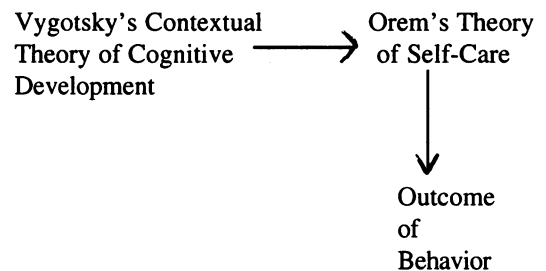 Vygotsky's Contextual
Theory of Cognitive
Development
Orem's Theory
of Self-Care
Outcome
of
Behavior